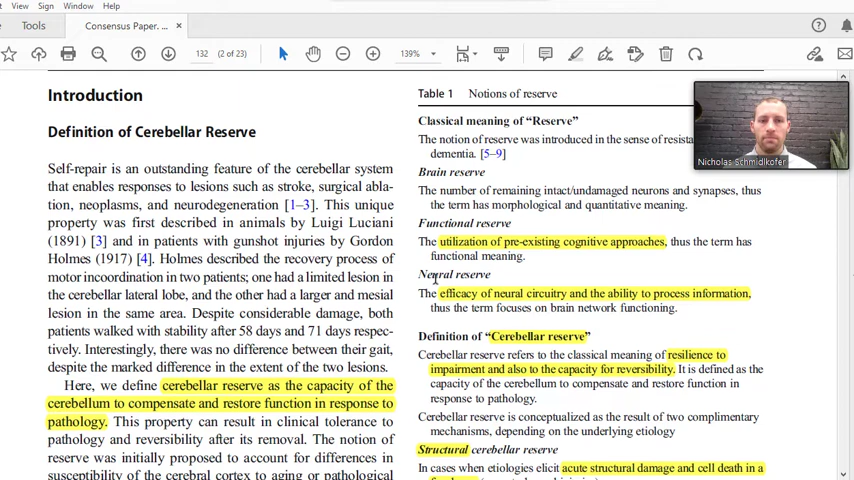 View Sign Window Help
Tools
Consensus Paper. ... ×
132 (2 of 23)
139%
Introduction
Definition of Cerebellar Reserve
Self-repair is an outstanding feature of the cerebellar system
that enables responses to lesions such as stroke, surgical abla-
tion, neoplasms, and neurodegeneration [1–3]. This unique
property was first described in animals by Luigi Luciani
(1891) [3] and in patients with gunshot injuries by Gordon
Holmes (1917) [4]. Holmes described the recovery process of
motor incoordination in two patients; one had a limited lesion in
the cerebellar lateral lobe, and the other had a larger and mesial
lesion in the same area. Despite considerable damage, both
patients walked with stability after 58 days and 71 days respec-
tively. Interestingly, there was no difference between their gait,
despite the marked difference in the extent of the two lesions.
Here, we define cerebellar reserve as the capacity of the
cerebellum to compensate and restore function in response to
pathology. This property can result in clinical tolerance to
pathology and reversibility after its removal. The notion of
reserve was initially proposed to account for differences in
susceptibility of the cerebral cortex to aging or pathological
Table 1 Notions of reserve
Classical meaning of “Reserve”
The notion of reserve was introduced in the sense of
dementia. [5–9]
Brain reserve
The number of remaining intact/undamaged neurons and synapses, thus
the term has morphological and quantitative meaning.
Functional reserve
The utilization of pre-existing cognitive approaches, thus the term has
functional meaning.
Neural reserve
The efficacy of neural circuitry and the ability to process information,
thus the term focuses on brain network functioning.
Definition of “Cerebellar reserve”
Cerebellar reserve refers to the classical meaning of resilience to
impairment and also to the capacity for reversibility. It is defined as the
capacity of the cerebellum to compensate and restore function in
response to pathology.
Cerebellar reserve is conceptualized as the result of two complimentary
mechanisms, depending on the underlying etiology
Structural cerebellar reserve
In cases when etiologies elicit acute structural damage and cell death in a
Nicholas Schmidlkofer